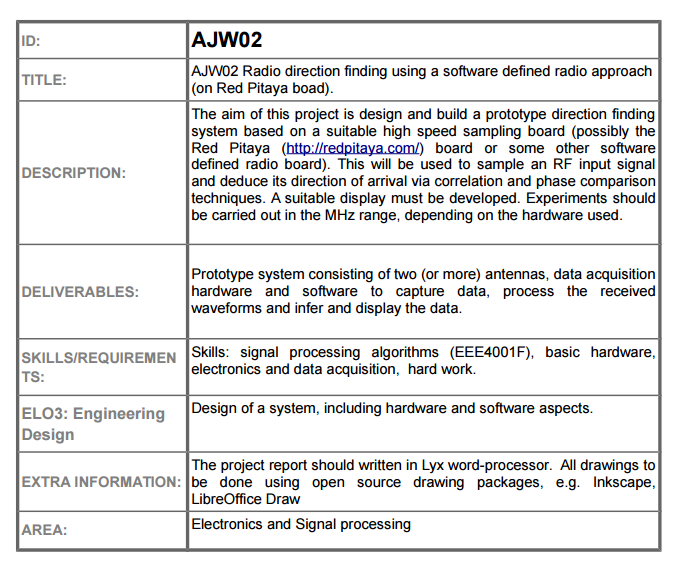 ID:
AJW02
TITLE:
AJW02 Radio direction finding using a software defined radio approach
(on Red Pitaya boad).
DESCRIPTION:
The aim of this project is design and build a prototype direction finding
system based on a suitable high speed sampling board (possibly the
Red Pitaya (http://redpitaya.com/) board or some other software
defined radio board). This will be used to sample an RF input signal
and deduce its direction of arrival via correlation and phase comparison
techniques. A suitable display must be developed. Experiments should
be carried out in the MHz range, depending on the hardware used.
DELIVERABLES:
Prototype system consisting of two (or more) antennas, data acquisition
hardware and software to capture data, process the received
waveforms and infer and display the data.
SKILLS/REQUIREMEN
TS:
Skills: signal processing algorithms (EEE4001F), basic hardware,
electronics and data acquisition, hard work.
ELO3: Engineering
Design
Design of a system, including hardware and software aspects.
EXTRA INFORMATION:
The project report should written in Lyx word-processor. All drawings to
be done using open source drawing packages, e.g. Inkscape,
LibreOffice Draw
AREA:
Electronics and Signal processing